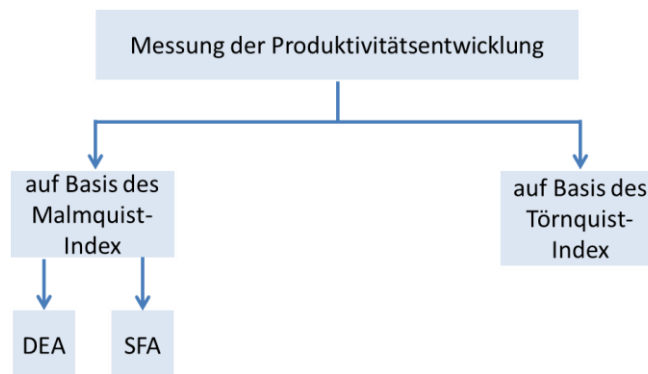 Messung der Produktivitätsentwicklung
auf Basis des
Malmquist-
Index
auf Basis des
Törnquist-
Index
DEA
SFA